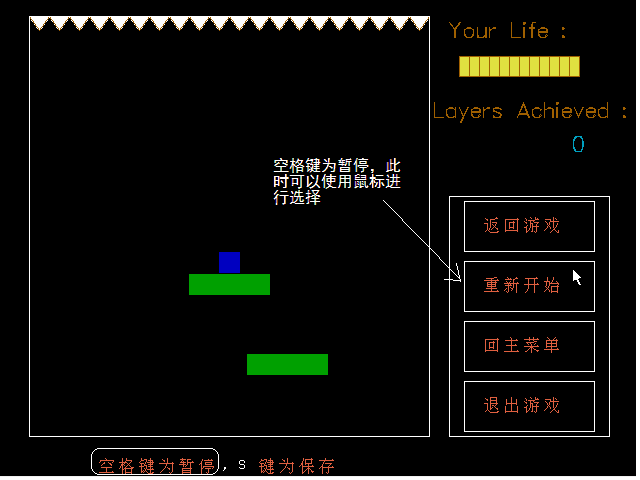 Your Life :
Layers Achieved :
0
空格键为暂停，此
时可以使用鼠标进
行选择
返回游戏
重新开始
回主菜单
退出游戏
空格键为暂停，s 键为保存